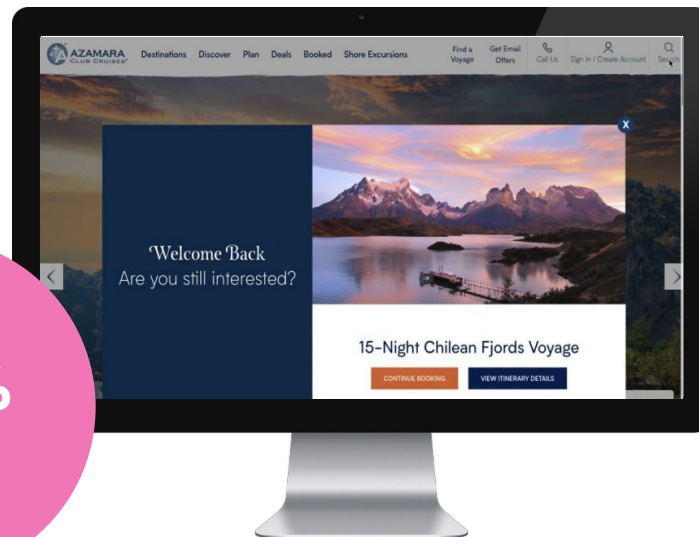 AZAMARA
CLUB CRUISES®
Destinations Discover Plan Deals Booked Shore Excursions
Find a
Voyage
Get Email
Offers
Call Us
Sign In / Create Account
Search
X
Welcome Back
Are you still interested?
15-Night Chilean Fjords Voyage
CONTINUE BOOKING
VIEW ITINERARY DETAILS
%